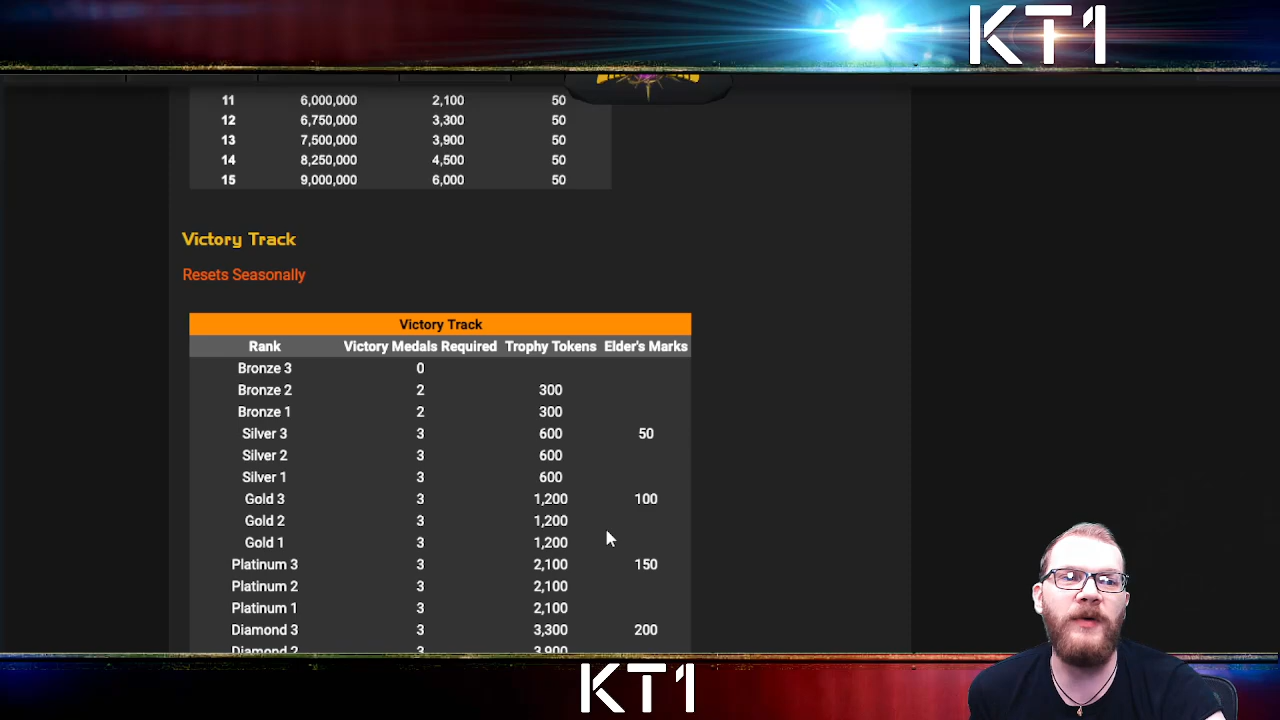 KT1
11 6,000,000 2,100 50
12 6,750,000 3,300 50
13 7,500,000 3,900 50
14 8,250,000 4,500 50
15 9,000,000 6,000 50
Victory Track
Resets Seasonally
Victory Track
Rank Victory Medals Required Trophy Tokens Elder's Marks
Bronze 3 0
Bronze 2 2 300
Bronze 1 2 300
Silver 3 3 600 50
Silver 2 3 600
Silver 1 3 600
Gold 3 3 1,200 100
Gold 2 3 1,200
Gold 1 3 1,200
Platinum 3 3 2,100 150
Platinum 2 3 2,100
Platinum 1 3 2,100
Diamond 3 3 3,300 200
Diamond 2 3 3,900
KT1